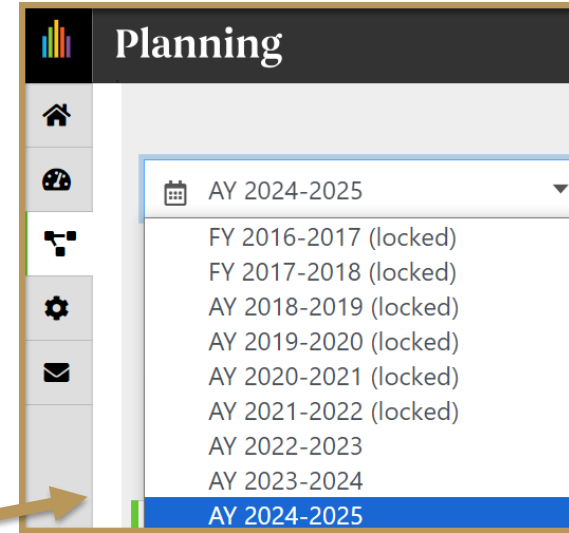 Planning
AY 2024-2025
FY 2016-2017 (locked)
FY 2017-2018 (locked)
AY 2018-2019 (locked)
AY 2019-2020 (locked)
AY 2020-2021 (locked)
AY 2021-2022 (locked)
AY 2022-2023
AY 2023-2024
AY 2024-2025